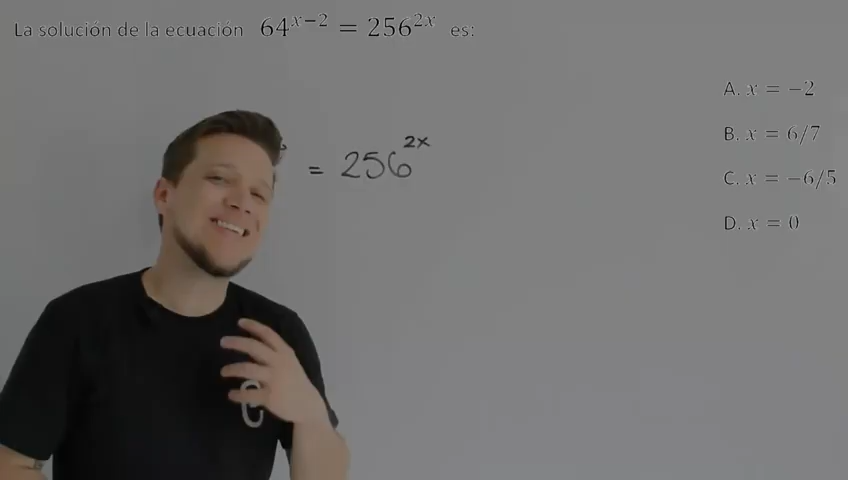 La solución de la ecuación 64^{x−2} = 256^{2x} es:
A. x = −2
B. x = 6/7
C. x = −6/5
D. x = 0
= 256^{2x}